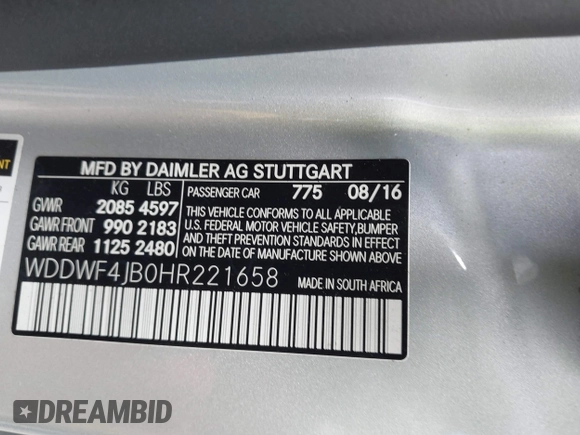 NT
MFD BY DAIMLER AG STUTTGART
KG LBS PASSENGER CAR 775 08/16
GVWR 2085 4597 THIS VEHICLE CONFORMS TO ALL APPLICABLE
GAWR FRONT 990 2183 U.S. FEDERAL MOTOR VEHICLE SAFETY,BUMPER
AND THEFT PREVENTION STANDARDS IN EFFECT
GAWR REAR 1125 2480 ON THE DATE OF MANUFACTURE SHOWN ABOVE.
WDDWF4JB0HR221658
MADE IN SOUTH AFRICA
DREAMBID